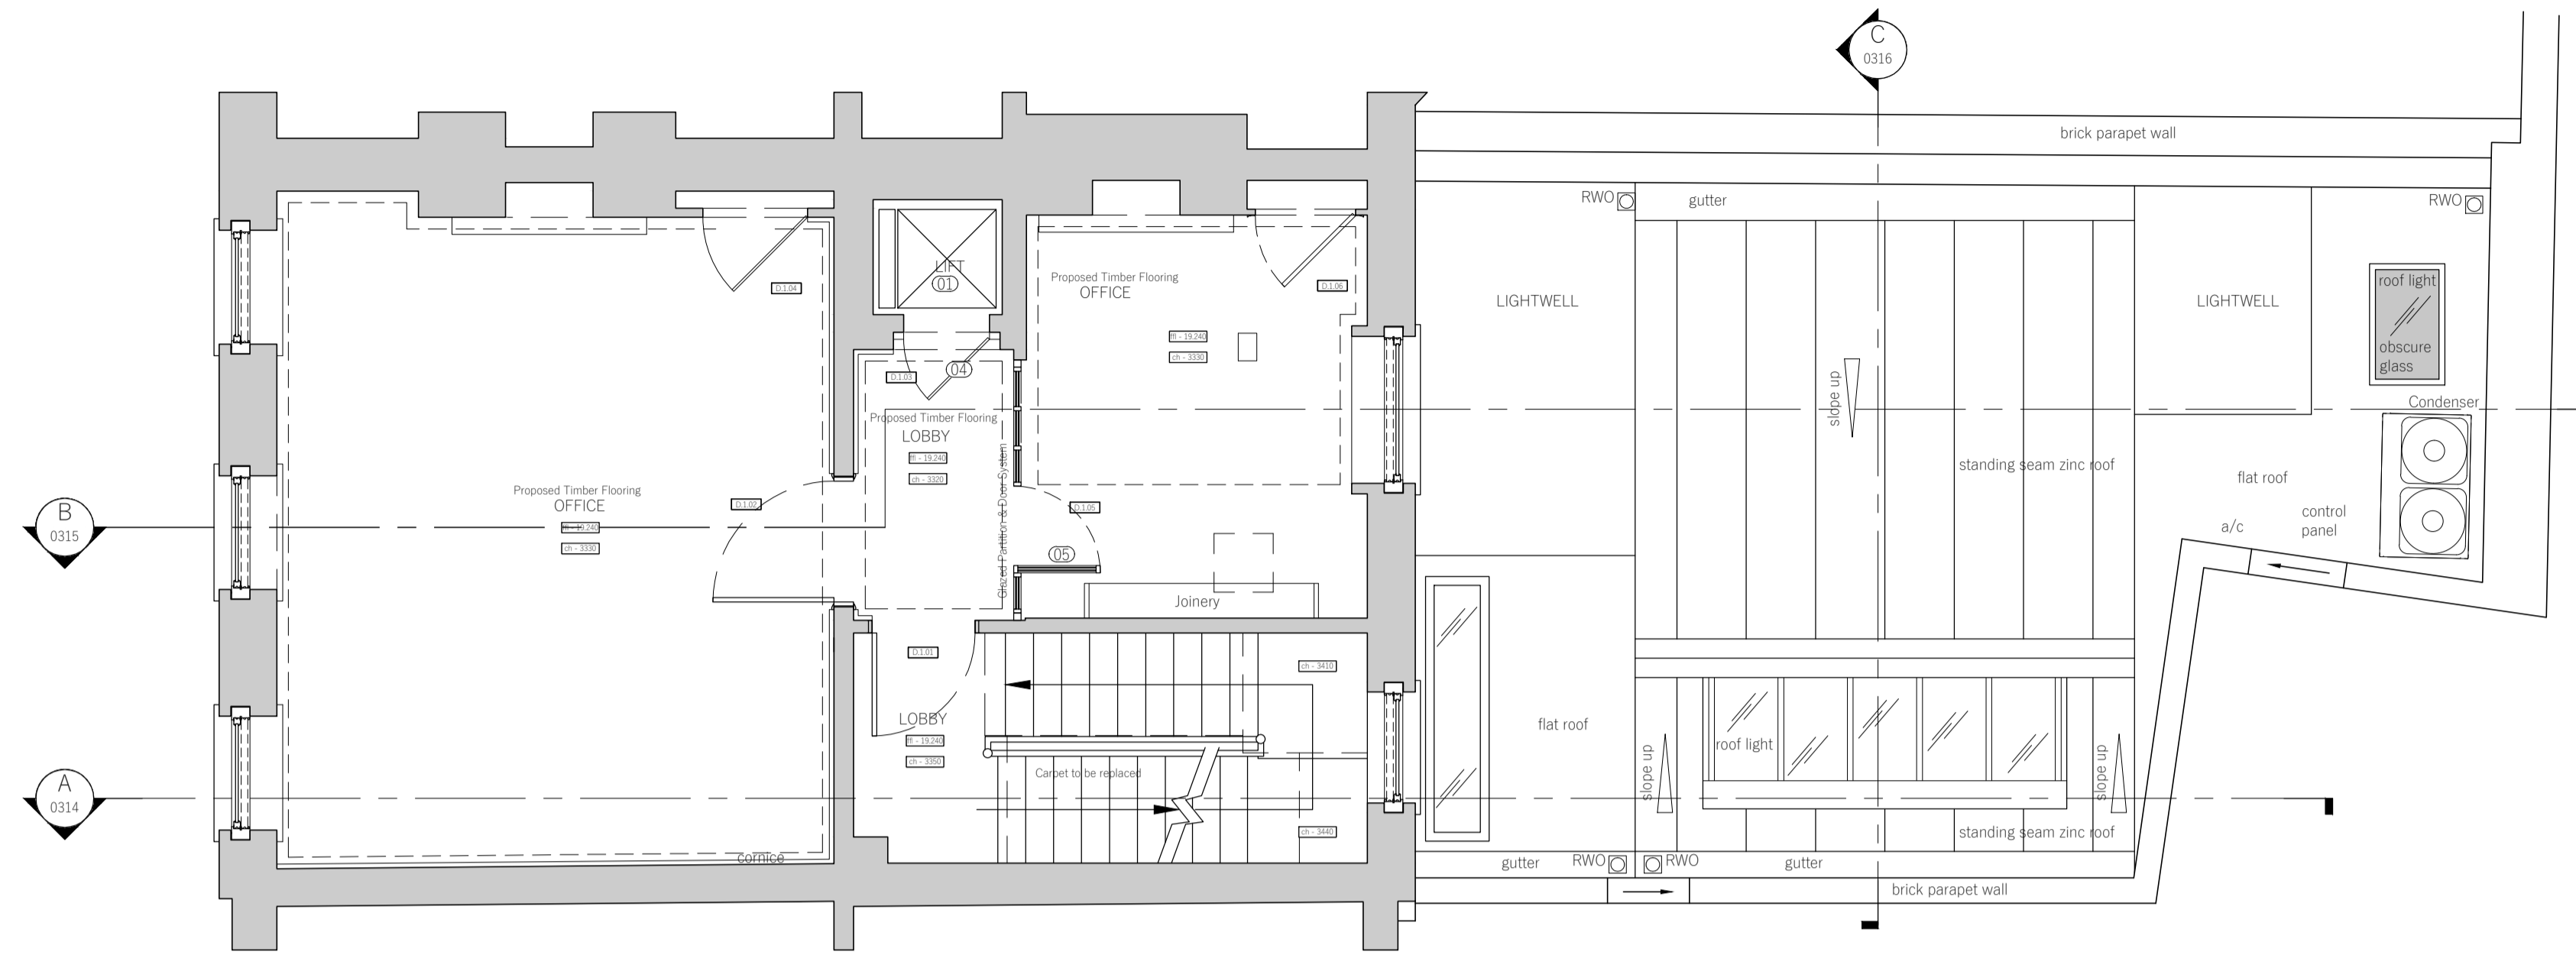 C
0316
brick parapet wall
RWO
gutter
RWO
LIFT
01
Proposed Timber Flooring
OFFICE
D.1.04
D.1.06
roof light
obscure
glass
LIGHTWELL
LIGHTWELL
ffl - 19.240
ch - 3330
D.1.03
04
slope up
Condenser
Proposed Timber Flooring
LOBBY
ffl - 19.240
ch - 3320
Glazed Partition & Door System
standing seam zinc roof
flat roof
Proposed Timber Flooring
OFFICE
ffl - 19.240
ch - 3330
D.1.02
D.1.05
05
B
0315
control
panel
a/c
Joinery
D.1.01
ch - 3410
LOBBY
ffl - 19.240
ch - 3350
flat roof
roof light
slope up
slope up
Carpet to be replaced
A
0314
ch - 3440
standing seam zinc roof
cornice
gutter
RWO
RWO
gutter
brick parapet wall